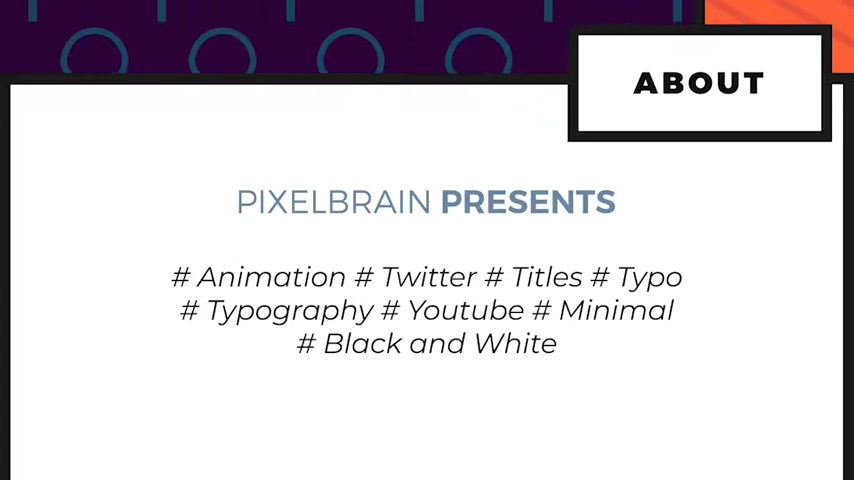 ABOUT
PIXELBRAIN PRESENTS
# Animation # Twitter # Titles # Typo
# Typography # Youtube # Minimal
# Black and White